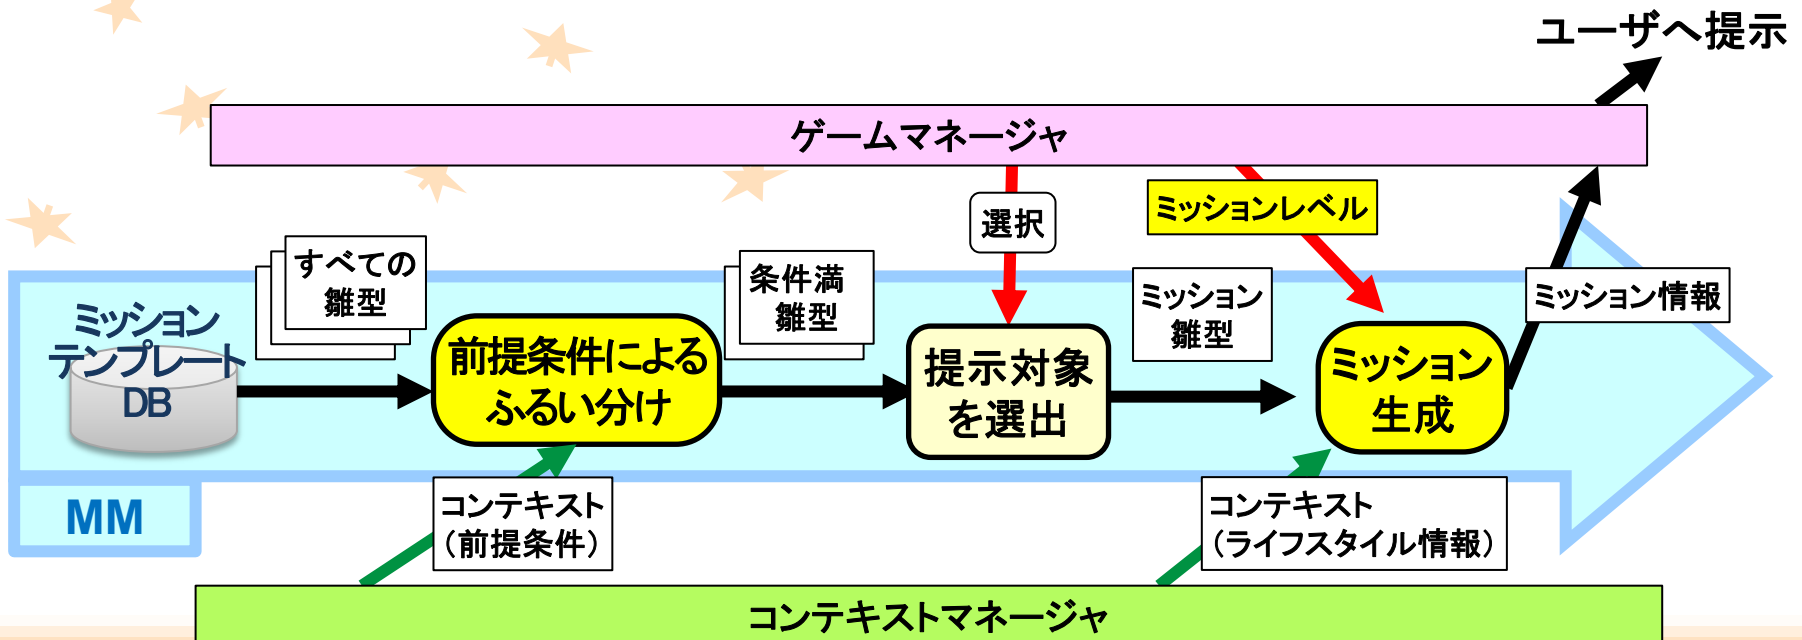 ユーザへ提示
ゲームマネージャ
選択
ミッションレベル
すべての
雛型
条件満
雛型
ミッション
雛型
ミッション情報
ミッション
テンプレート
DB
前提条件による
ふるい分け
提示対象
を選出
ミッション
生成
MM
コンテキスト
（前提条件）
コンテキスト
（ライフスタイル情報）
コンテキストマネージャ